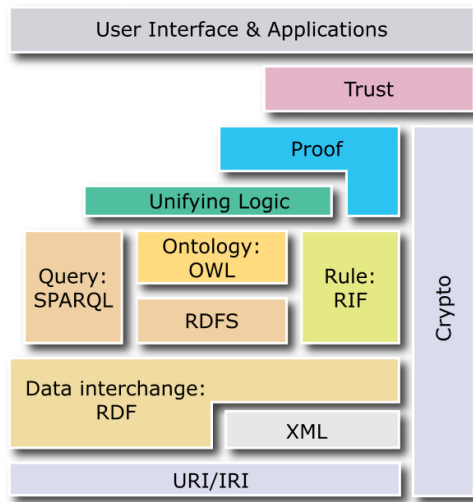 User Interface & Applications
Trust
Proof
Unifying Logic
Query:
SPARQL
Ontology:
OWL
Rule:
RIF
RDFS
Crypto
Data interchange:
RDF
XML
URI/IRI